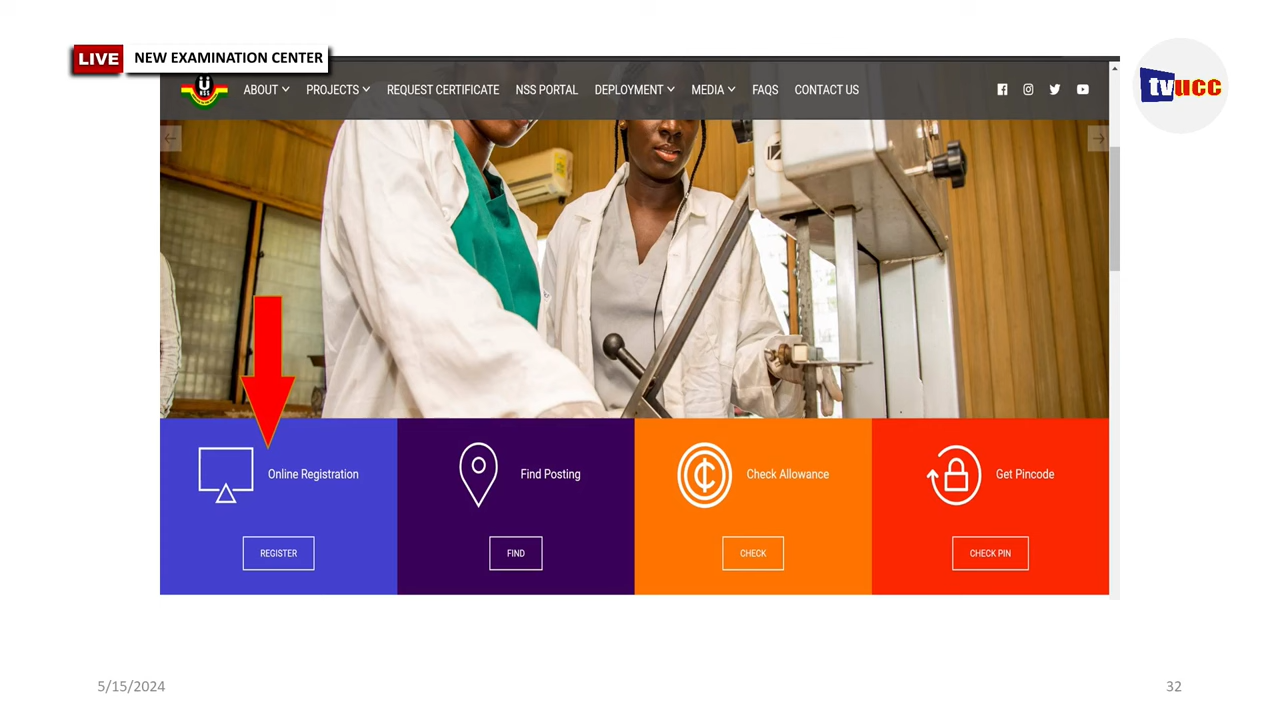 LIVE NEW EXAMINATION CENTER
tvucc
NSS
ABOUT PROJECTS REQUEST CERTIFICATE NSS PORTAL DEPLOYMENT MEDIA FAQS CONTACT US
Online Registration
Find Posting
Check Allowance
Get Pincode
REGISTER
FIND
CHECK
CHECK PIN
5/15/2024
32